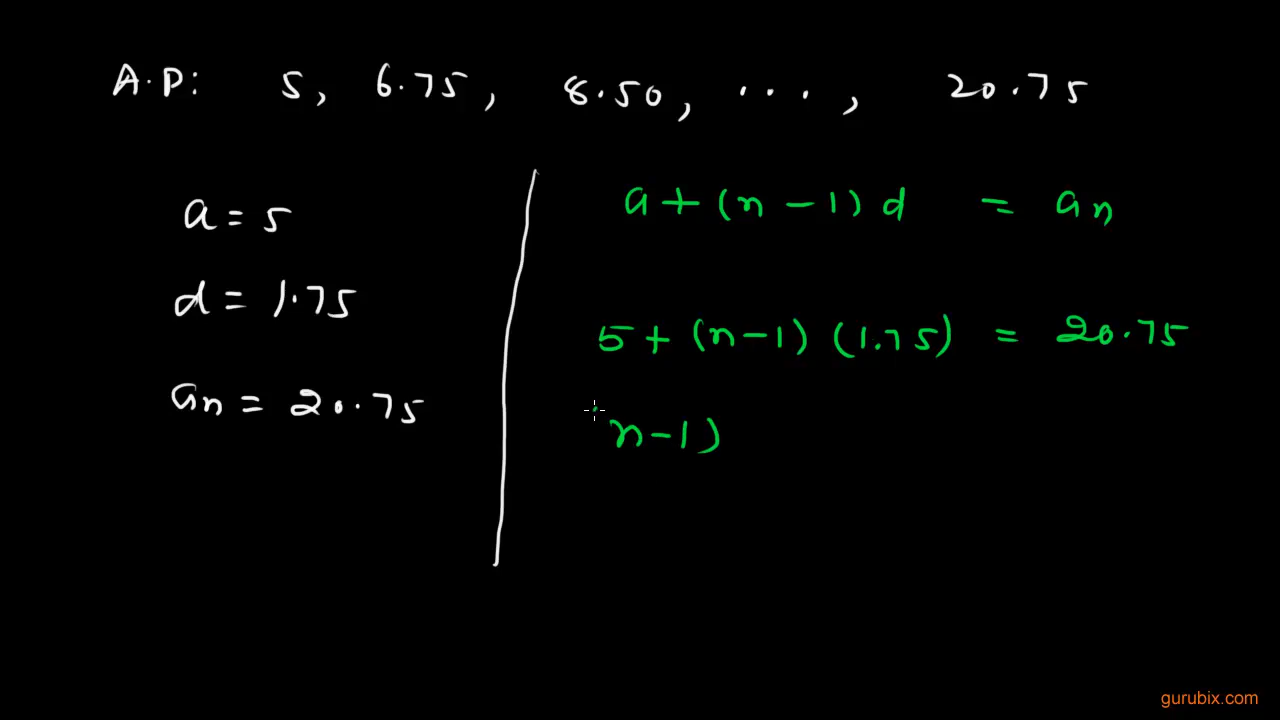 A.P: 5, 6.75, 8.50, ..., 20.75
a = 5
d = 1.75
an = 20.75
a + (n - 1) d = an
5 + (n - 1) (1.75) = 20.75
n - 1)
gurubix.com